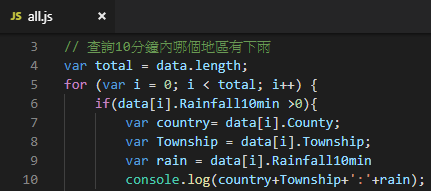 JS all.js ×
3 // 查詢10分鐘內哪個地區有下雨
4 var total = data.length;
5 for (var i = 0; i < total; i++) {
6 if(data[i].Rainfall10min >0){
7 var country= data[i].County;
8 var Township = data[i].Township;
9 var rain = data[i].Rainfall10min
10 console.log(country+Township+':'+rain);